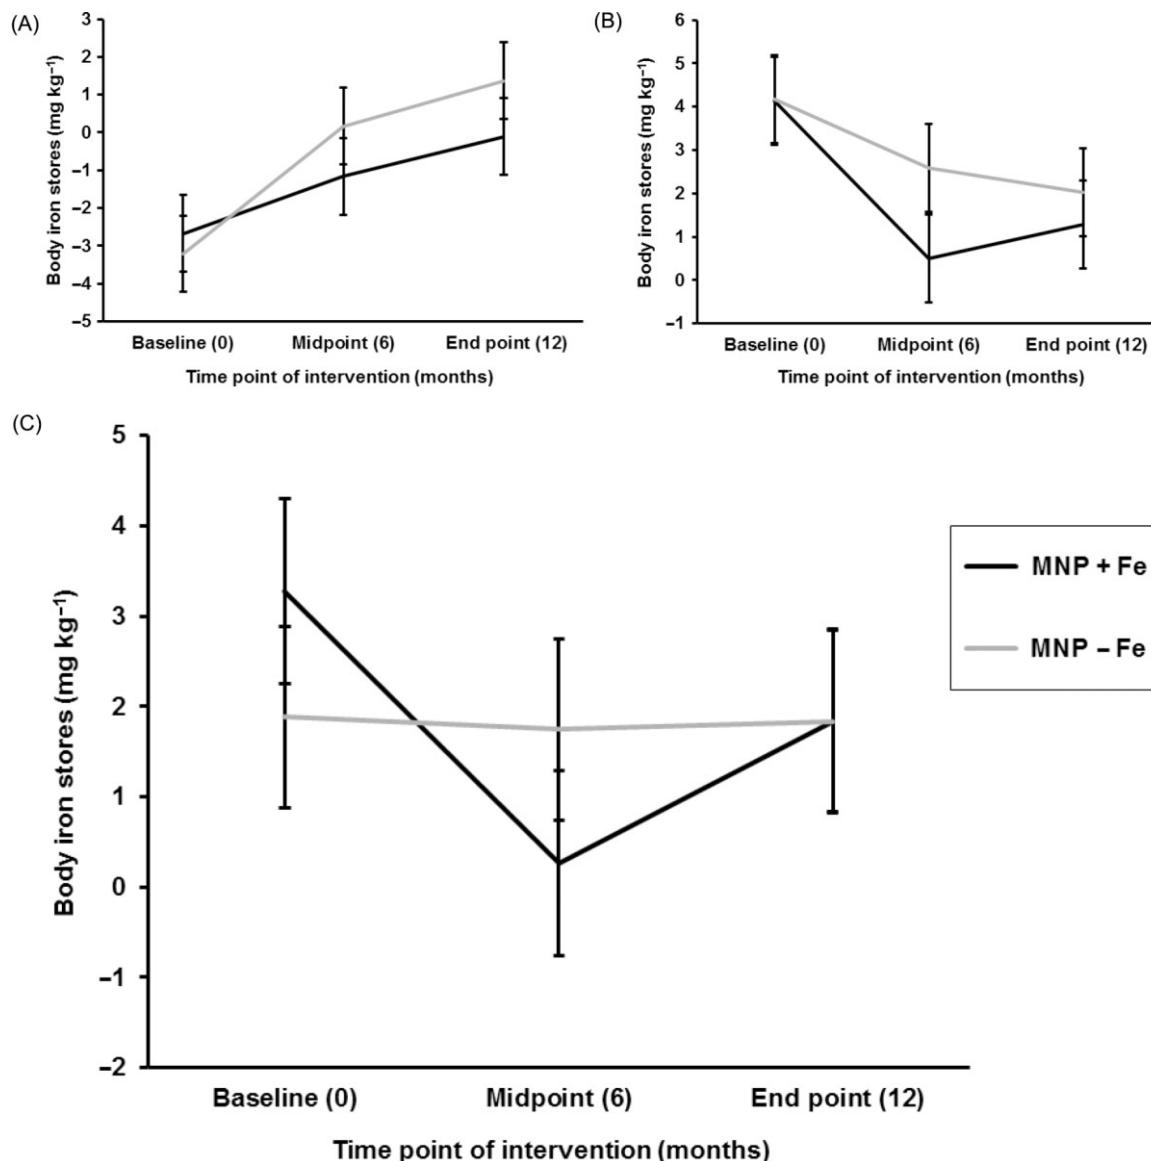 (A)
3
2
1
0
−1
−2
−3
−4
−5
Body iron stores (mg kg⁻¹)
Baseline (0) Midpoint (6) End point (12)
Time point of intervention (months)
(B)
6
5
4
3
2
1
0
−1
Body iron stores (mg kg⁻¹)
Baseline (0) Midpoint (6) End point (12)
Time point of intervention (months)
(C)
5
4
3
2
1
0
−1
−2
Body iron stores (mg kg⁻¹)
Baseline (0) Midpoint (6) End point (12)
Time point of intervention (months)
MNP + Fe
MNP − Fe